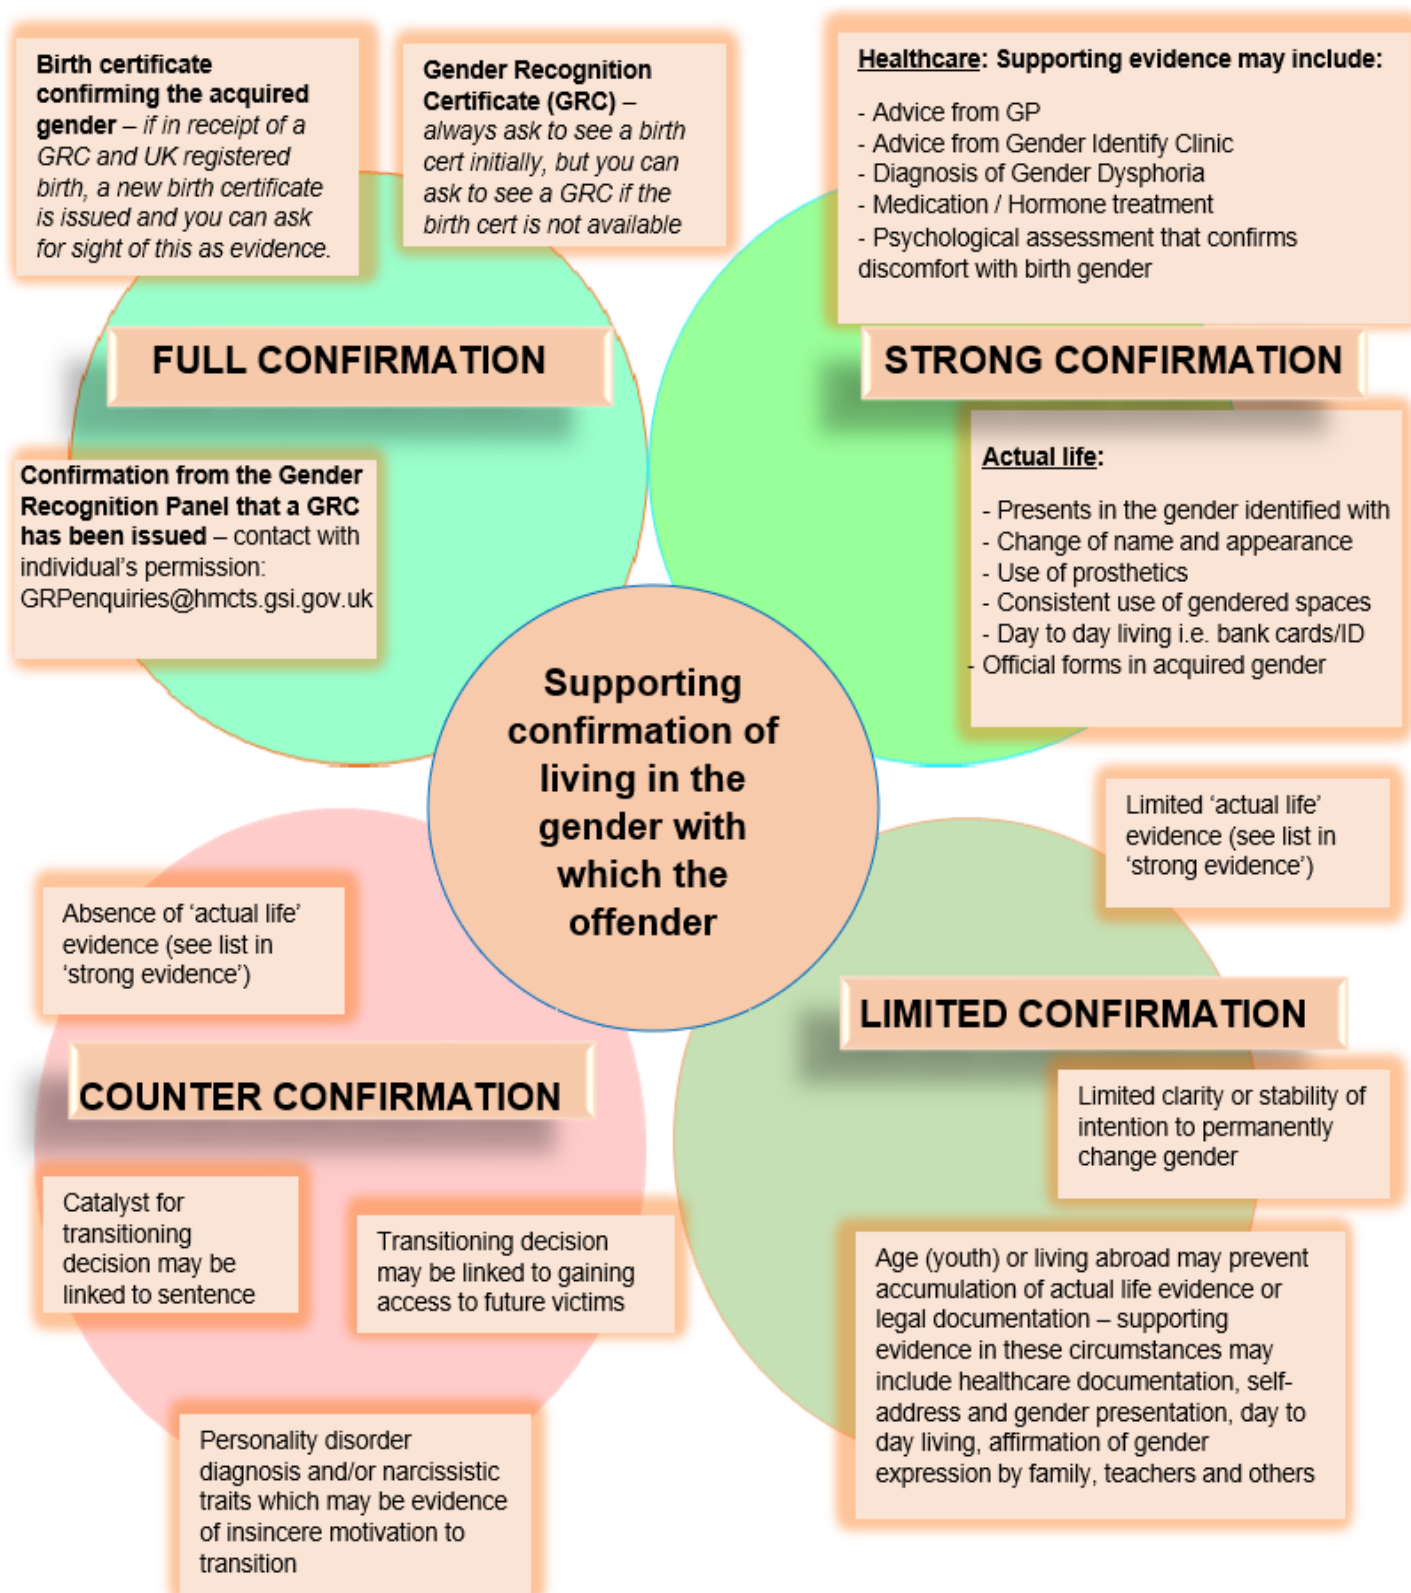 Birth certificate
confirming the acquired
gender – if in receipt of a
GRC and UK registered
birth, a new birth certificate
is issued and you can ask
for sight of this as evidence.
Gender Recognition
Certificate (GRC) –
always ask to see a birth
cert initially, but you can
ask to see a GRC if the
birth cert is not available
FULL CONFIRMATION
Confirmation from the Gender
Recognition Panel that a GRC
has been issued – contact with
individual's permission:
GRPenquiries@hmcts.gsi.gov.uk
Healthcare: Supporting evidence may include:
- Advice from GP
- Advice from Gender Identify Clinic
- Diagnosis of Gender Dysphoria
- Medication / Hormone treatment
- Psychological assessment that confirms
discomfort with birth gender
STRONG CONFIRMATION
Actual life:
- Presents in the gender identified with
- Change of name and appearance
- Use of prosthetics
- Consistent use of gendered spaces
- Day to day living i.e. bank cards/ID
- Official forms in acquired gender
Supporting
confirmation of
living in the
gender with
which the
offender
Absence of 'actual life'
evidence (see list in
'strong evidence')
COUNTER CONFIRMATION
Catalyst for
transitioning
decision may be
linked to sentence
Transitioning decision
may be linked to gaining
access to future victims
Personality disorder
diagnosis and/or narcissistic
traits which may be evidence
of insincere motivation to
transition
Limited 'actual life'
evidence (see list in
'strong evidence')
LIMITED CONFIRMATION
Limited clarity or stability of
intention to permanently
change gender
Age (youth) or living abroad may prevent
accumulation of actual life evidence or
legal documentation – supporting
evidence in these circumstances may
include healthcare documentation, self-
address and gender presentation, day to
day living, affirmation of gender
expression by family, teachers and others